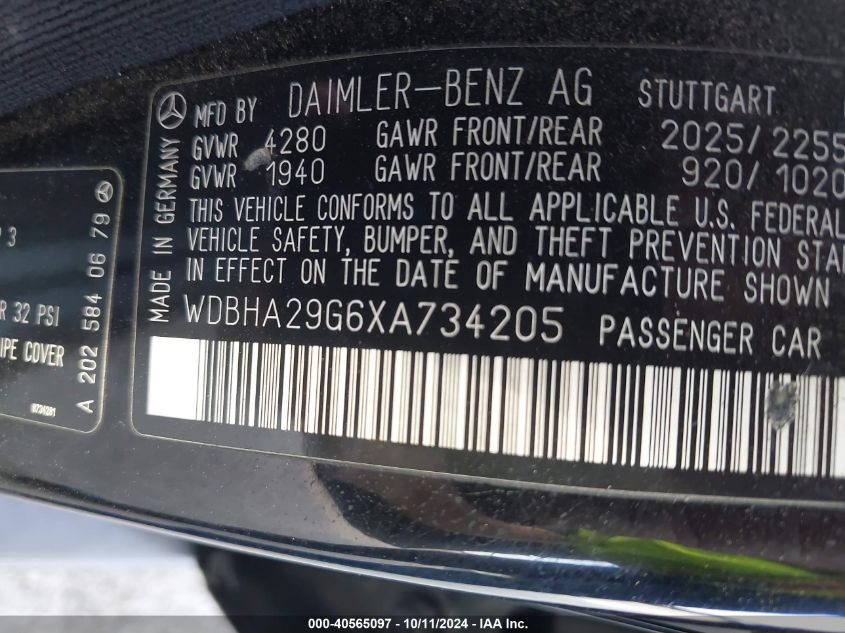 MFD BY DAIMLER-BENZ AG STUTTGART
GVWR 4280 GAWR FRONT/REAR 2025/2255
GVWR 1940 GAWR FRONT/REAR 920/1020
THIS VEHICLE CONFORMS TO ALL APPLICABLE U.S. FEDERAL
VEHICLE SAFETY, BUMPER, AND THEFT PREVENTION STA
IN EFFECT ON THE DATE OF MANUFACTURE SHOWN
WDBHA29G6XA734205 PASSENGER CAR
MADE IN GERMANY
3
R 32 PSI
IPE COVER
A 202 584 06 79
000-40565097 - 10/11/2024 - IAA, Inc.